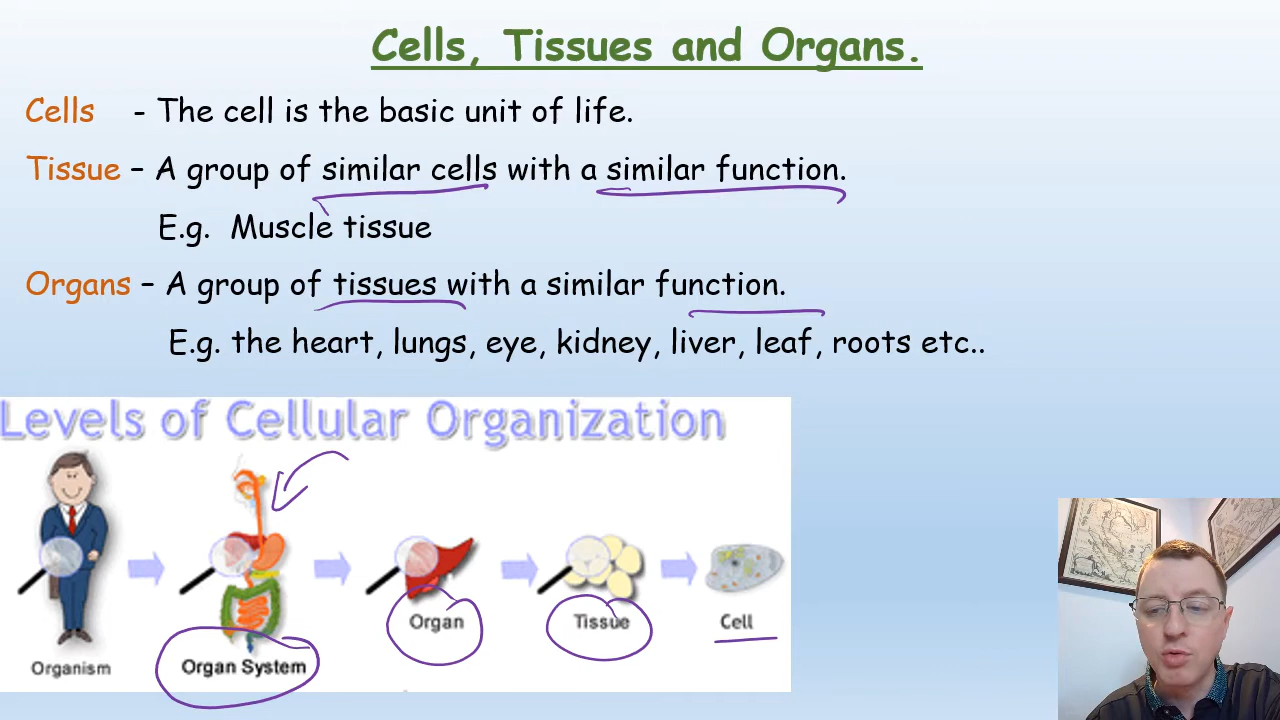 Cells, Tissues and Organs.
Cells - The cell is the basic unit of life.
Tissue – A group of similar cells with a similar function.
E.g. Muscle tissue
Organs – A group of tissues with a similar function.
E.g. the heart, lungs, eye, kidney, liver, leaf, roots etc..
Levels of Cellular Organization
Organism
Organ System
Organ
Tissue
Cell